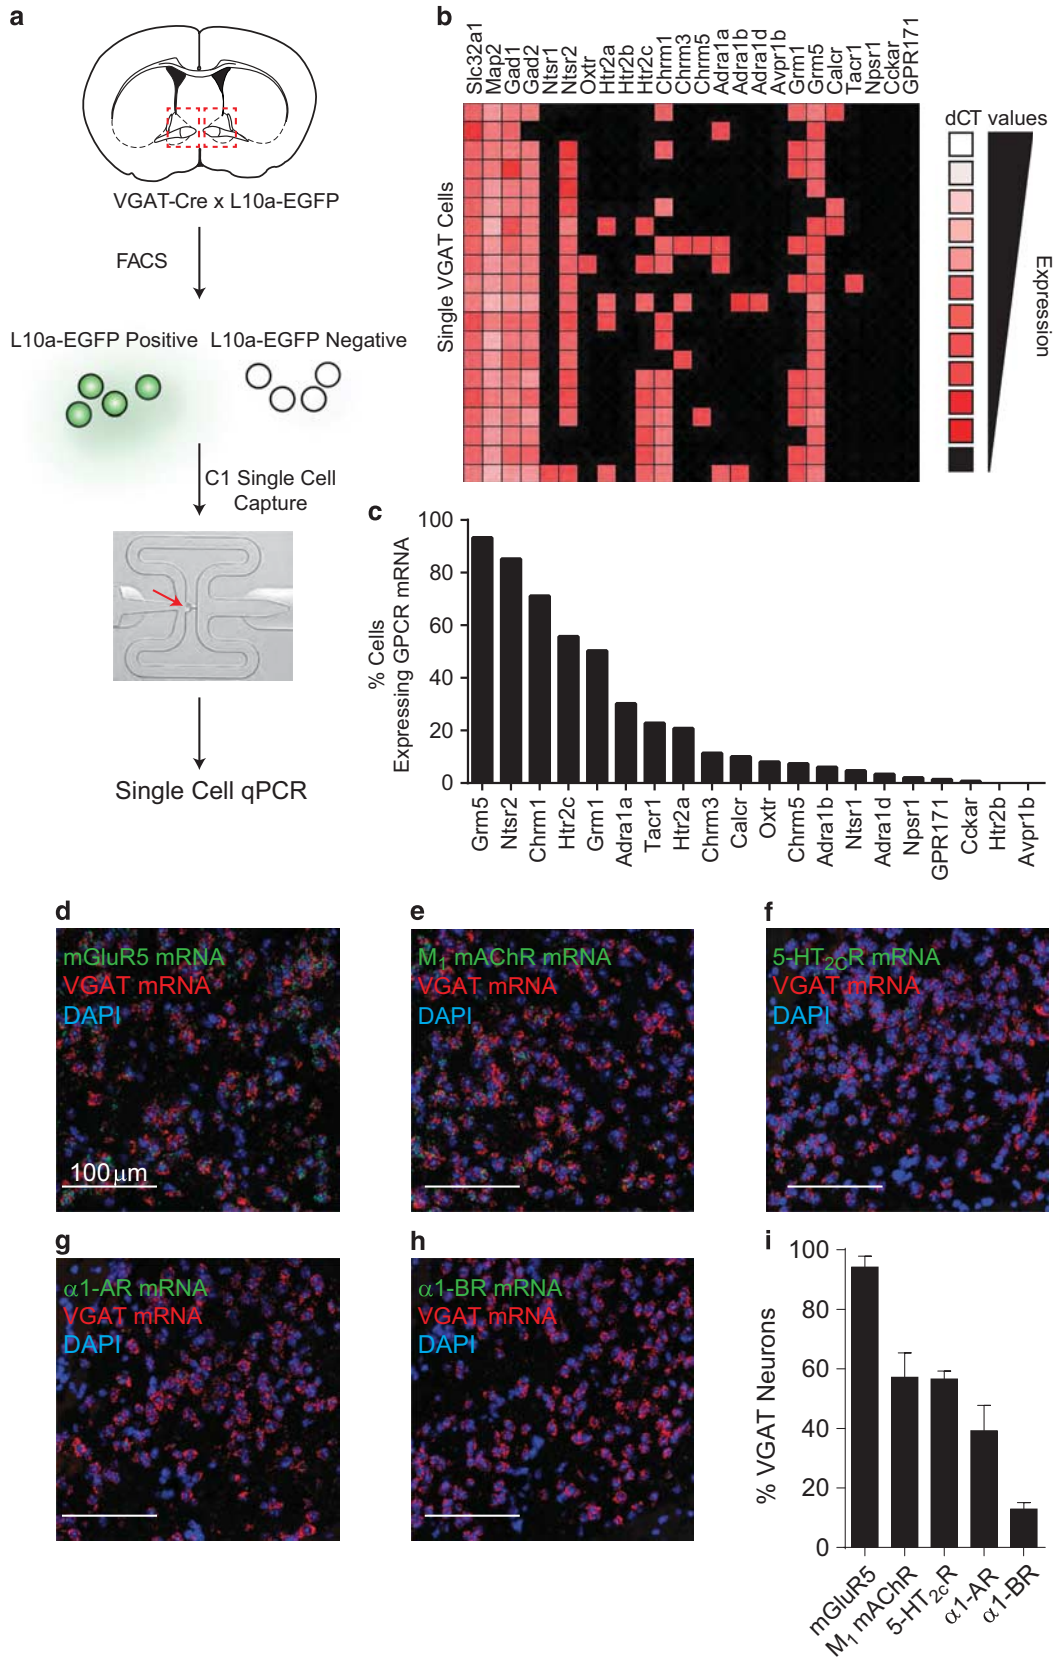 a
VGAT-Cre x L10a-EGFP
FACS
L10a-EGFP Positive
L10a-EGFP Negative
C1 Single Cell
Capture
Single Cell qPCR
b
Slc32a1
Map2
Gad1
Gad2
Ntsr1
Ntsr2
Oxtr
Htr2a
Htr2b
Htr2c
Chrm1
Chrm3
Chrm5
Adra1a
Adra1b
Adra1d
Avpr1b
Grm1
Grm5
Calcr
Tacr1
Npsr1
Cckar
GPR171
Single VGAT Cells
dCT values
Expression
c
% Cells
Expressing GPCR mRNA
100
80
60
40
20
0
Grm5
Ntsr2
Chrm1
Htr2c
Grm1
Adra1a
Tacr1
Htr2a
Chrm3
Calcr
Oxtr
Chrm5
Adra1b
Ntsr1
Adra1d
Npsr1
GPR171
Cckar
Htr2b
Avpr1b
d
mGluR5 mRNA
VGAT mRNA
DAPI
100 μm
e
M1 mAChR mRNA
VGAT mRNA
DAPI
f
5-HT2CR mRNA
VGAT mRNA
DAPI
g
α1-AR mRNA
VGAT mRNA
DAPI
h
α1-BR mRNA
VGAT mRNA
DAPI
i
% VGAT Neurons
100
80
60
40
20
0
mGluR5
M1 mAChR
5-HT2cR
α1-AR
α1-BR